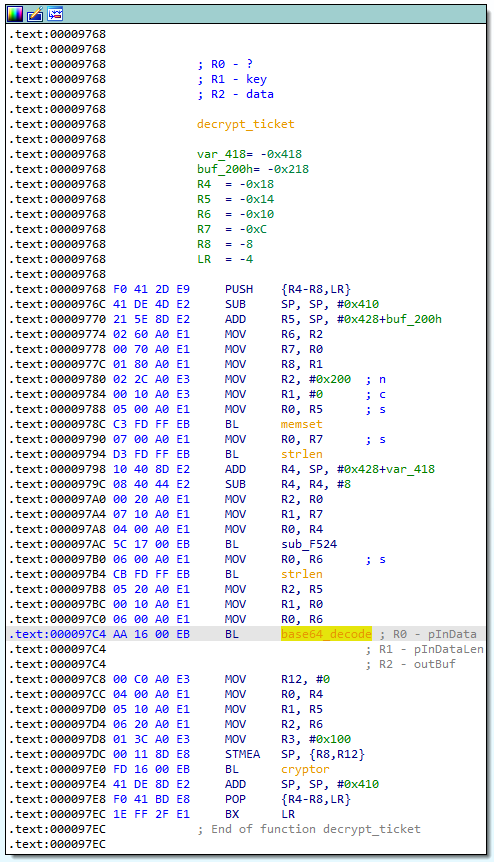 .text:00009768
.text:00009768
.text:00009768 ; R0 - ?
.text:00009768 ; R1 - key
.text:00009768 ; R2 - data
.text:00009768
.text:00009768 decrypt_ticket
.text:00009768
.text:00009768 var_418= -0x418
.text:00009768 buf_200h= -0x218
.text:00009768 R4 = -0x18
.text:00009768 R5 = -0x14
.text:00009768 R6 = -0x10
.text:00009768 R7 = -0xC
.text:00009768 R8 = -8
.text:00009768 LR = -4
.text:00009768
.text:00009768 F0 41 2D E9 PUSH {R4-R8,LR}
.text:0000976C 41 DE 4D E2 SUB SP, SP, #0x410
.text:00009770 21 5E 8D E2 ADD R5, SP, #0x428+buf_200h
.text:00009774 02 60 A0 E1 MOV R6, R2
.text:00009778 00 70 A0 E1 MOV R7, R0
.text:0000977C 01 80 A0 E1 MOV R8, R1
.text:00009780 02 2C A0 E3 MOV R2, #0x200 ; n
.text:00009784 00 10 A0 E3 MOV R1, #0 ; c
.text:00009788 05 00 A0 E1 MOV R0, R5 ; s
.text:0000978C C3 FD FF EB BL memset
.text:00009790 07 00 A0 E1 MOV R0, R7 ; s
.text:00009794 D3 FD FF EB BL strlen
.text:00009798 10 40 8D E2 ADD R4, SP, #0x428+var_418
.text:0000979C 08 40 44 E2 SUB R4, R4, #8
.text:000097A0 00 20 A0 E1 MOV R2, R0
.text:000097A4 07 10 A0 E1 MOV R1, R7
.text:000097A8 04 00 A0 E1 MOV R0, R4
.text:000097AC 5C 17 00 EB BL sub_F524
.text:000097B0 06 00 A0 E1 MOV R0, R6 ; s
.text:000097B4 CB FD FF EB BL strlen
.text:000097B8 05 20 A0 E1 MOV R2, R5
.text:000097BC 00 10 A0 E1 MOV R1, R0
.text:000097C0 06 00 A0 E1 MOV R0, R6
.text:000097C4 AA 16 00 EB BL base64_decode ; R0 - pInData
.text:000097C4 ; R1 - pInDataLen
.text:000097C4 ; R2 - outBuf
.text:000097C8 00 C0 A0 E3 MOV R12, #0
.text:000097CC 04 00 A0 E1 MOV R0, R4
.text:000097D0 05 10 A0 E1 MOV R1, R5
.text:000097D4 06 20 A0 E1 MOV R2, R6
.text:000097D8 01 3C A0 E3 MOV R3, #0x100
.text:000097DC 00 11 8D E8 STMEA SP, {R8,R12}
.text:000097E0 FD 16 00 EB BL cryptor
.text:000097E4 41 DE 8D E2 ADD SP, SP, #0x410
.text:000097E8 F0 41 BD E8 POP {R4-R8,LR}
.text:000097EC 1E FF 2F E1 BX LR
.text:000097EC ; End of function decrypt_ticket
.text:000097EC